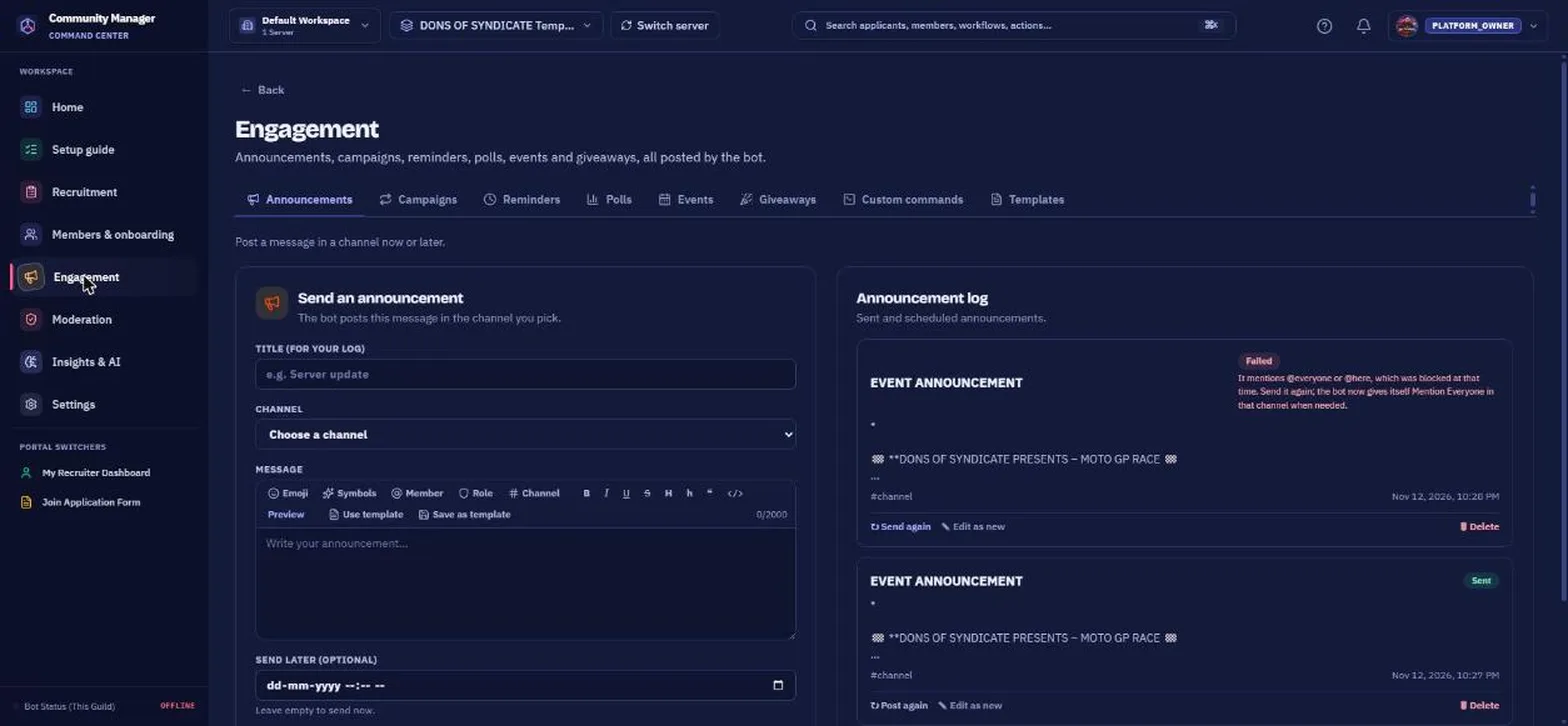 Community Manager
COMMAND CENTER
Default Workspace
1 Server
DONS OF SYNDICATE Temp...
Switch server
Search applicants, members, workflows, actions...
⌘K
PLATFORM_OWNER
WORKSPACE
Home
Setup guide
Recruitment
Members & onboarding
Engagement
Moderation
Insights & AI
Settings
PORTAL SWITCHERS
My Recruiter Dashboard
Join Application Form
Bot Status (This Guild)
OFFLINE
← Back
Engagement
Announcements, campaigns, reminders, polls, events and giveaways, all posted by the bot.
Announcements
Campaigns
Reminders
Polls
Events
Giveaways
Custom commands
Templates
Post a message in a channel now or later.
Send an announcement
The bot posts this message in the channel you pick.
TITLE (FOR YOUR LOG)
e.g. Server update
CHANNEL
Choose a channel
MESSAGE
Emoji Symbols Member Role # Channel B I U S H h “ </>
Preview Use template Save as template 0/2000
Write your announcement...
SEND LATER (OPTIONAL)
dd-mm-yyyy --:-- --
Leave empty to send now.
Announcement log
Sent and scheduled announcements.
EVENT ANNOUNCEMENT
Failed
It mentions @everyone or @here, which was blocked at that
time. Send it again; the bot now gives itself Mention Everyone in
that channel when needed.
🏁 **DONS OF SYNDICATE PRESENTS – MOTO GP RACE 🏁
...
#channel
Nov 12, 2026, 10:28 PM
↻ Send again ✎ Edit as new
Delete
EVENT ANNOUNCEMENT
Sent
🏁 **DONS OF SYNDICATE PRESENTS – MOTO GP RACE 🏁
...
#channel
Nov 12, 2026, 10:27 PM
↻ Post again ✎ Edit as new
Delete